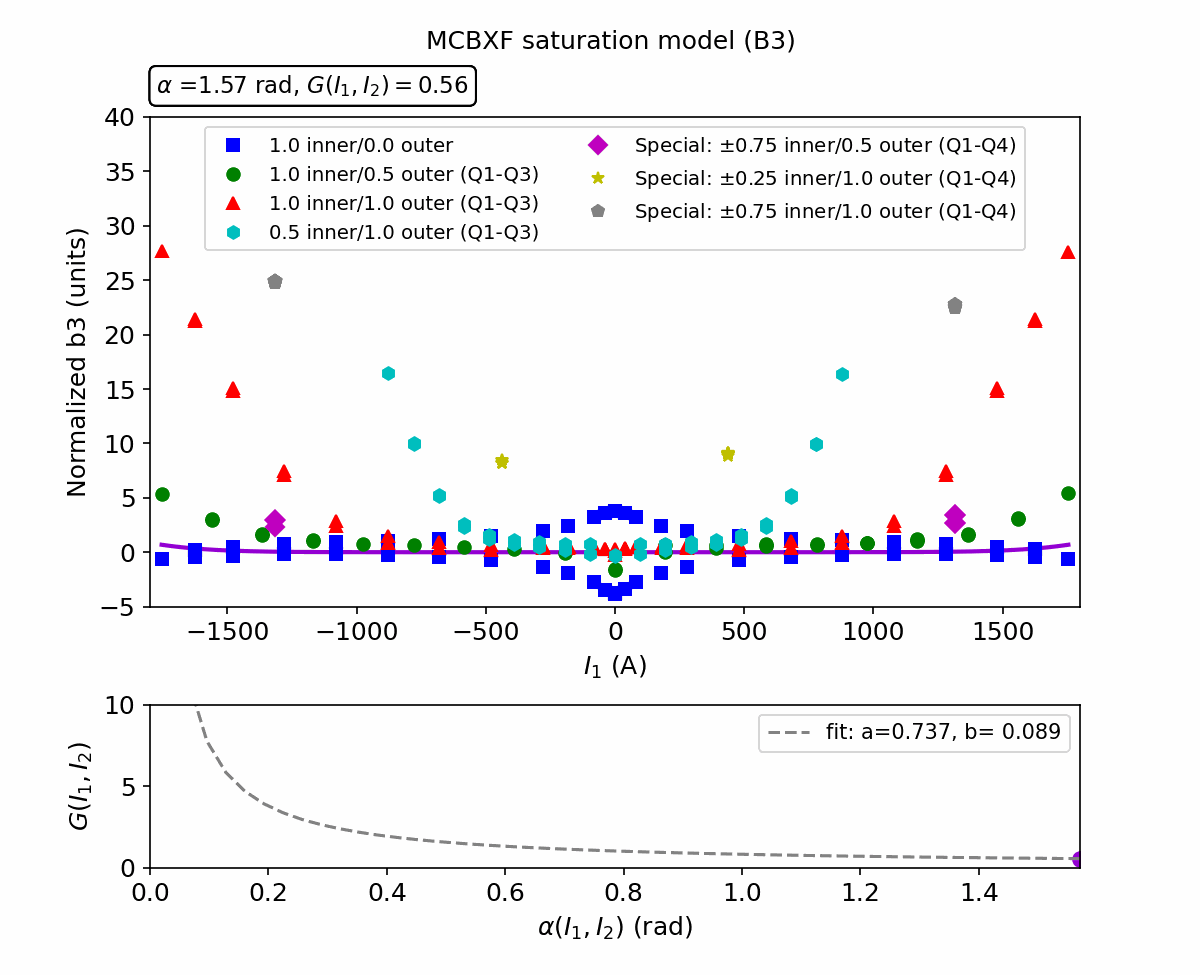 MCBXF saturation model (B3)
α =1.57 rad, G(I₁, I₂) = 0.56
40
35
30
25
20
15
10
5
0
−5
Normalized b3 (units)
1.0 inner/0.0 outer
1.0 inner/0.5 outer (Q1-Q3)
1.0 inner/1.0 outer (Q1-Q3)
0.5 inner/1.0 outer (Q1-Q3)
Special: ±0.75 inner/0.5 outer (Q1-Q4)
Special: ±0.25 inner/1.0 outer (Q1-Q4)
Special: ±0.75 inner/1.0 outer (Q1-Q4)
−1500 −1000 −500 0 500 1000 1500
I₁ (A)
10
5
0
G(I₁, I₂)
fit: a=0.737, b= 0.089
0.0 0.2 0.4 0.6 0.8 1.0 1.2 1.4
α(I₁, I₂) (rad)